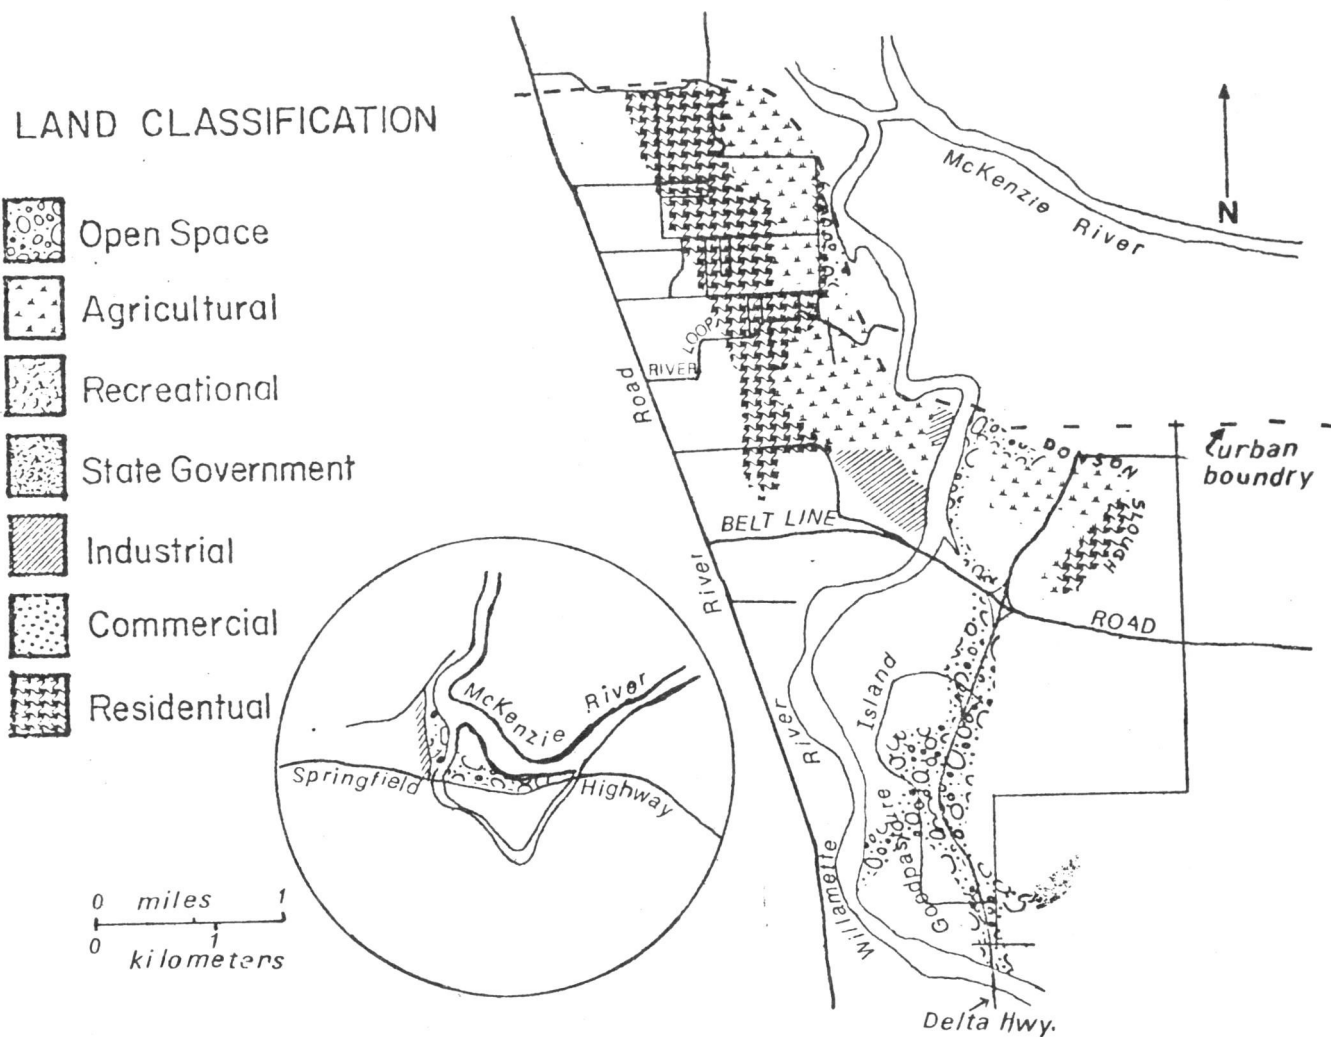 LAND CLASSIFICATION
Open Space
Agricultural
Recreational
State Government
Industrial
Commercial
Residentual
0 miles 1
0 1
kilometers
McKenzie River
Springfield Highway
McKenzie River
N
RIVER LOOP
River Road
BELT LINE ROAD
DODSON SLOUGH
urban
boundry
Willamette River
Goodpasture Island
Delta Hwy.